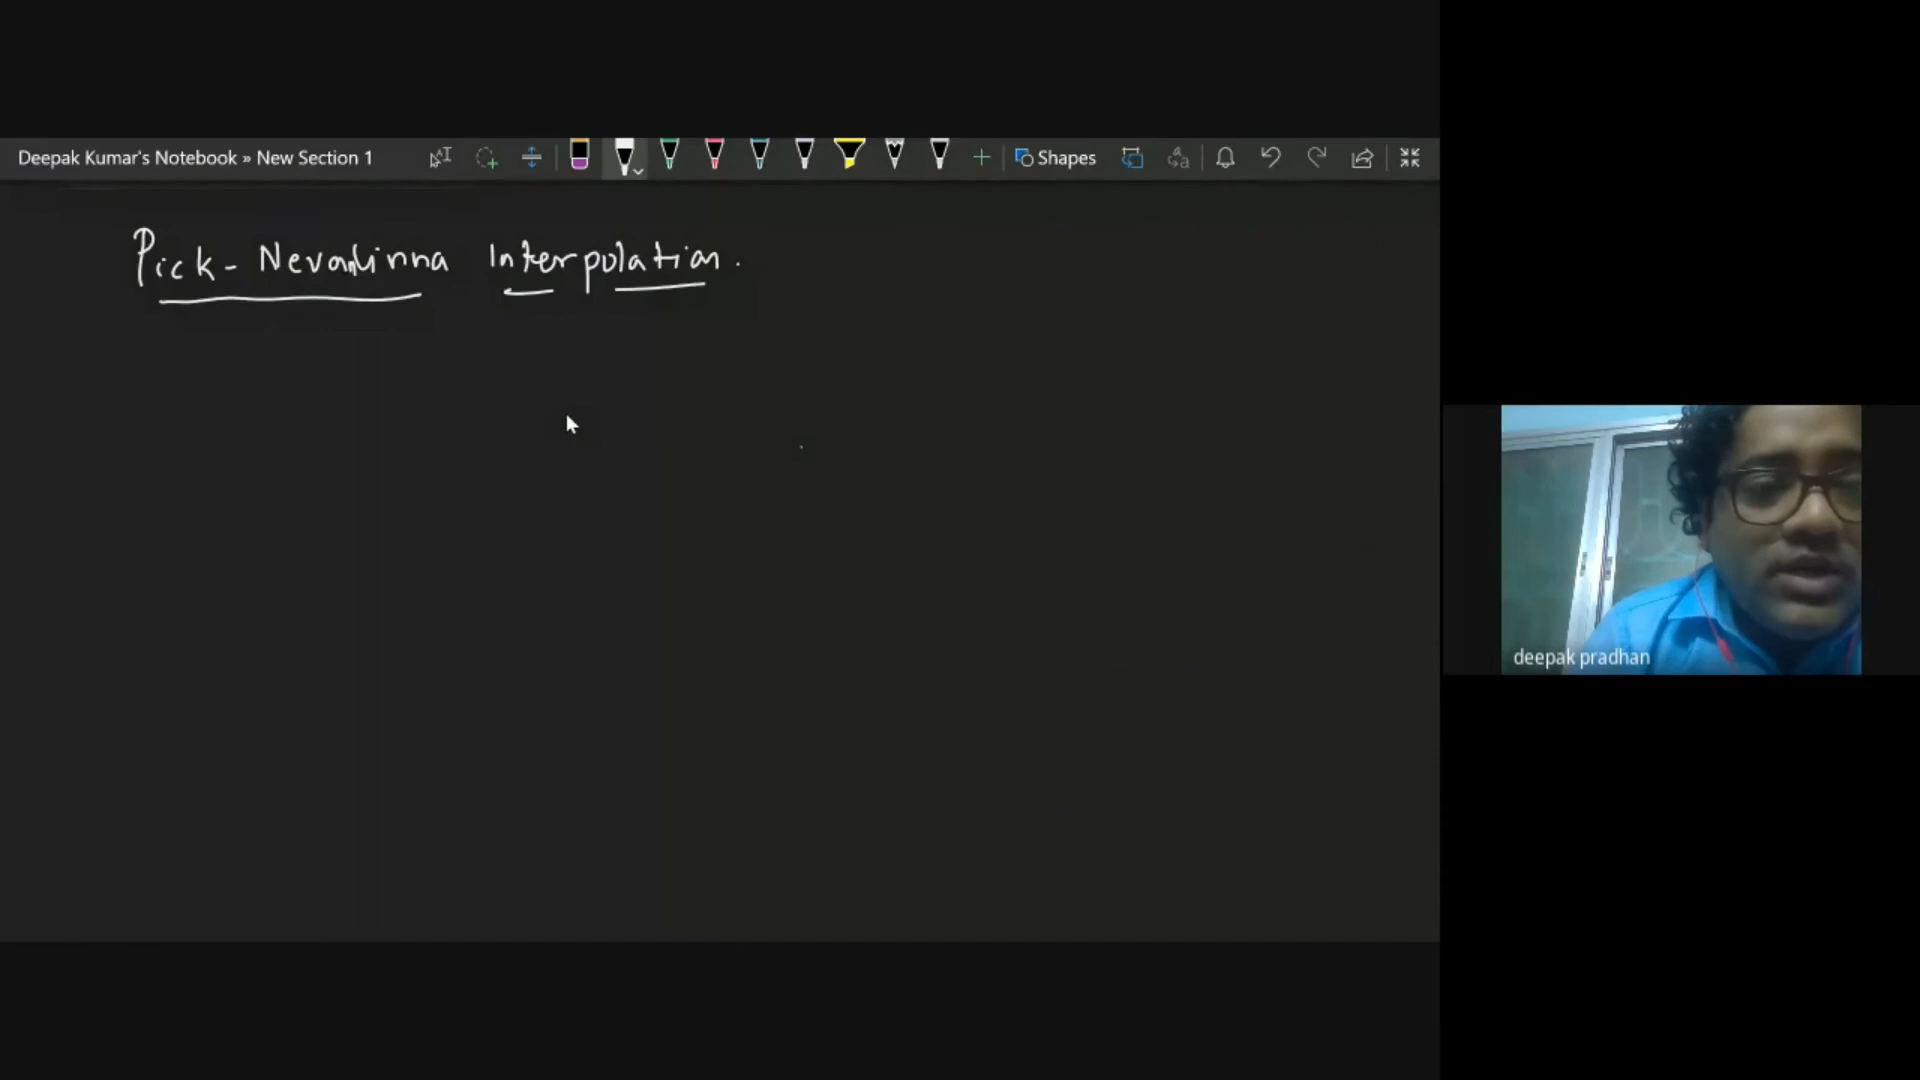 Deepak Kumar's Notebook » New Section 1
Shapes
Pick - Nevanlinna Interpolation.
deepak pradhan